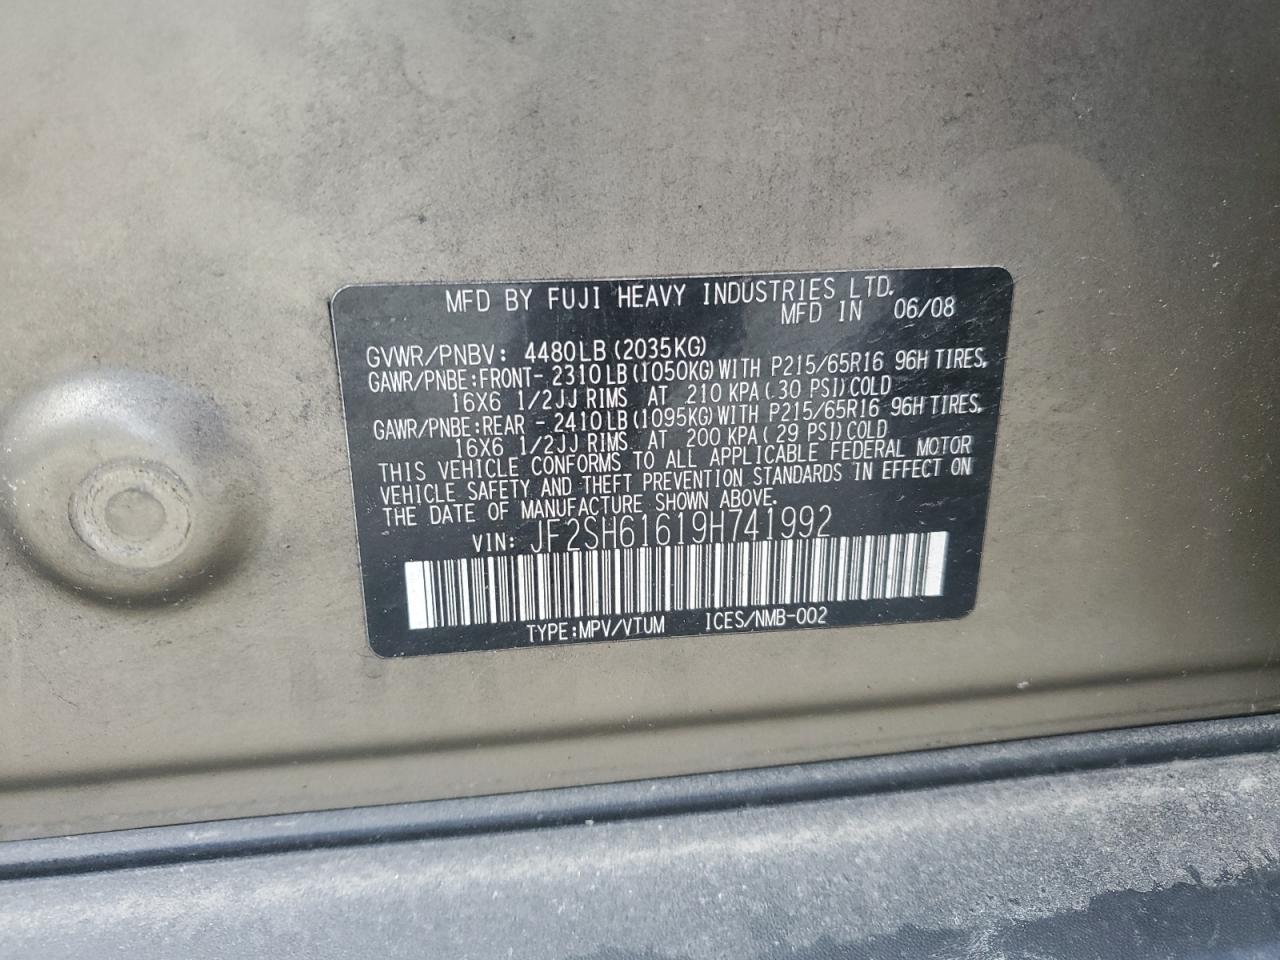 MFD BY FUJI HEAVY INDUSTRIES LTD.
MFD IN 06/08
GVWR/PNBV: 4480LB (2035KG)
GAWR/PNBE:FRONT- 2310LB(1050KG)WITH P215/65R16 96H TIRES,
16X6 1/2JJ RIMS AT 210 KPA( 30 PSI)COLD
GAWR/PNBE:REAR - 2410LB(1095KG)WITH P215/65R16 96H TIRES,
16X6 1/2JJ RIMS AT 200 KPA( 29 PSI)COLD
THIS VEHICLE CONFORMS TO ALL APPLICABLE FEDERAL MOTOR
VEHICLE SAFETY AND THEFT PREVENTION STANDARDS IN EFFECT ON
THE DATE OF MANUFACTURE SHOWN ABOVE.
VIN: JF2SH61619H741992
TYPE:MPV/VTUM ICES/NMB-002